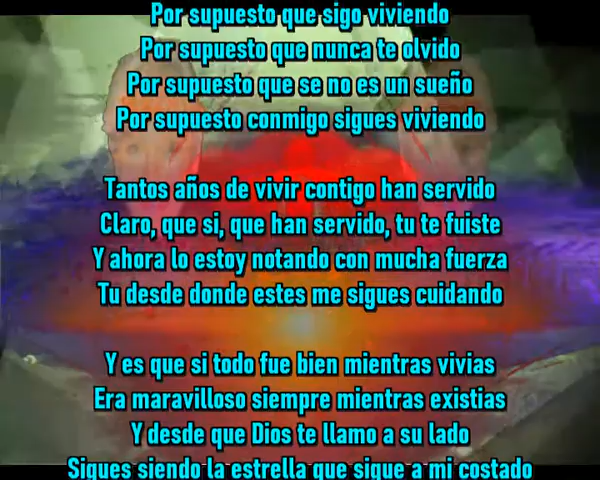 Por supuesto que sigo viviendo
Por supuesto que nunca te olvido
Por supuesto que se no es un sueño
Por supuesto conmigo sigues viviendo
Tantos años de vivir contigo han servido
Claro, que si, que han servido, tu te fuiste
Y ahora lo estoy notando con mucha fuerza
Tu desde donde estes me sigues cuidando
Y es que si todo fue bien mientras vivias
Era maravilloso siempre mientras existias
Y desde que Dios te llamo a su lado
Sigues siendo la estrella que sigue a mi costado